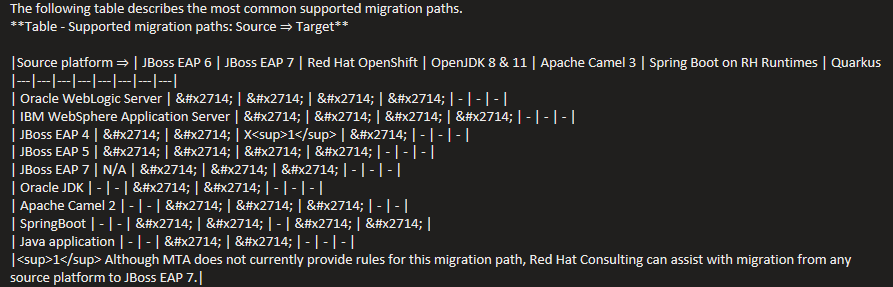 The following table describes the most common supported migration paths.
**Table - Supported migration paths: Source ⇒ Target**
|Source platform ⇒ | JBoss EAP 6 | JBoss EAP 7 | Red Hat OpenShift | OpenJDK 8 & 11 | Apache Camel 3 | Spring Boot on RH Runtimes | Quarkus
|---|---|---|---|---|---|---|---|
| Oracle WebLogic Server | &#x2714; | &#x2714; | &#x2714; | &#x2714; | - | - | - |
| IBM WebSphere Application Server | &#x2714; | &#x2714; | &#x2714; | &#x2714; | - | - | - |
| JBoss EAP 4 | &#x2714; | &#x2714; | X<sup>1</sup> | &#x2714; | - | - | - |
| JBoss EAP 5 | &#x2714; | &#x2714; | &#x2714; | &#x2714; | - | - | - |
| JBoss EAP 7 | N/A | &#x2714; | &#x2714; | &#x2714; | - | - | - |
| Oracle JDK | - | - | &#x2714; | &#x2714; | - | - | - |
| Apache Camel 2 | - | - | &#x2714; | &#x2714; | &#x2714; | - | - |
| SpringBoot | - | - | &#x2714; | &#x2714; | - | &#x2714; | &#x2714; |
| Java application | - | - | &#x2714; | &#x2714; | - | - | - |
|<sup>1</sup> Although MTA does not currently provide rules for this migration path, Red Hat Consulting can assist with migration from any
source platform to JBoss EAP 7.|